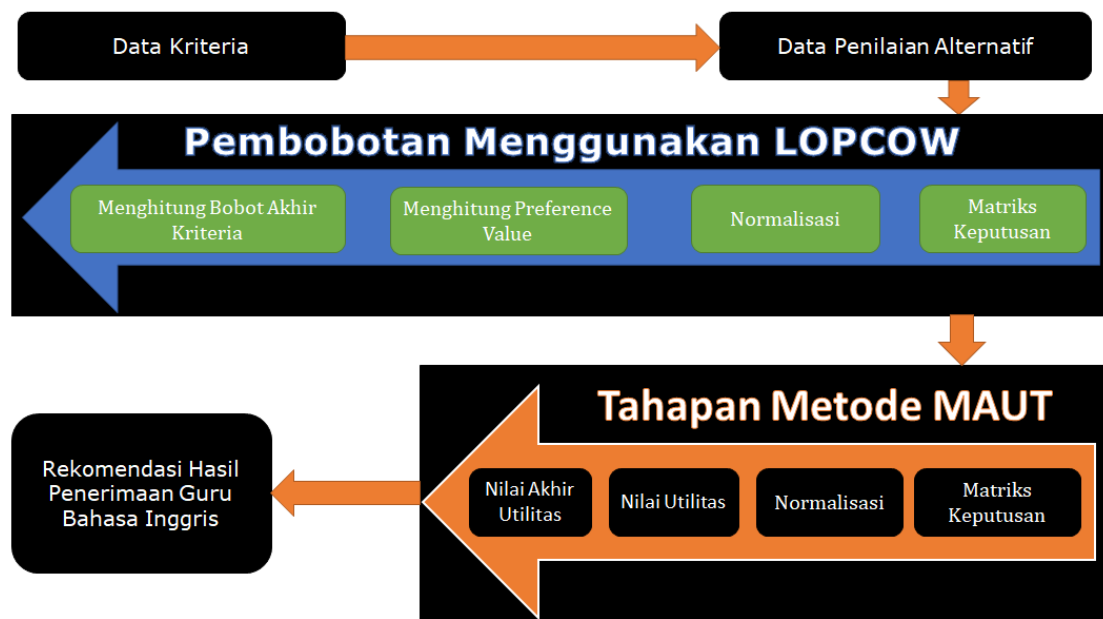 Data Kriteria
Data Penilaian Alternatif
Pembobotan Menggunakan LOPCOW
Menghitung Bobot Akhir
Kriteria
Menghitung Preference
Value
Normalisasi
Matriks
Keputusan
Tahapan Metode MAUT
Rekomendasi Hasil
Penerimaan Guru
Bahasa Inggris
Nilai Akhir
Utilitas
Nilai Utilitas
Normalisasi
Matriks
Keputusan